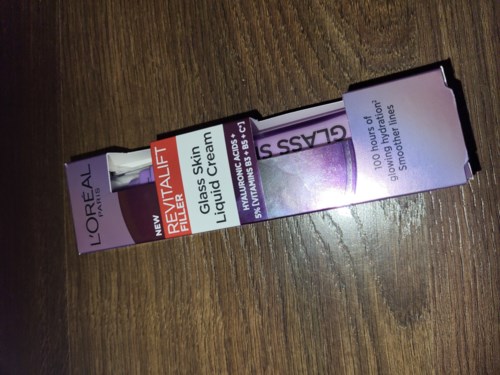 L'ORÉAL
PARIS
NEW
REVITALIFT
FILLER
Glass Skin
Liquid Cream
HYALURONIC ACIDS +
5% [VITAMINS B3 + B5 + C*]
GLASS S
100 hours of
glowing hydration¹
Smoother lines